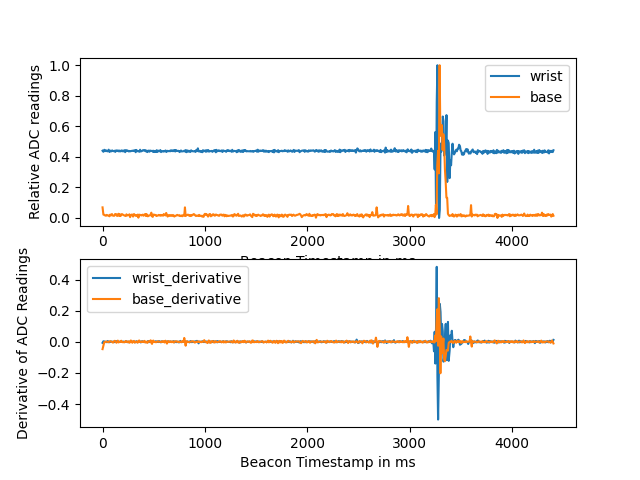 Relative ADC readings
1.0
0.8
0.6
0.4
0.2
0.0
wrist
base
0 1000 2000 3000 4000
Beacon Timestamp in ms
Derivative of ADC Readings
0.4
0.2
0.0
−0.2
−0.4
wrist_derivative
base_derivative
0 1000 2000 3000 4000
Beacon Timestamp in ms